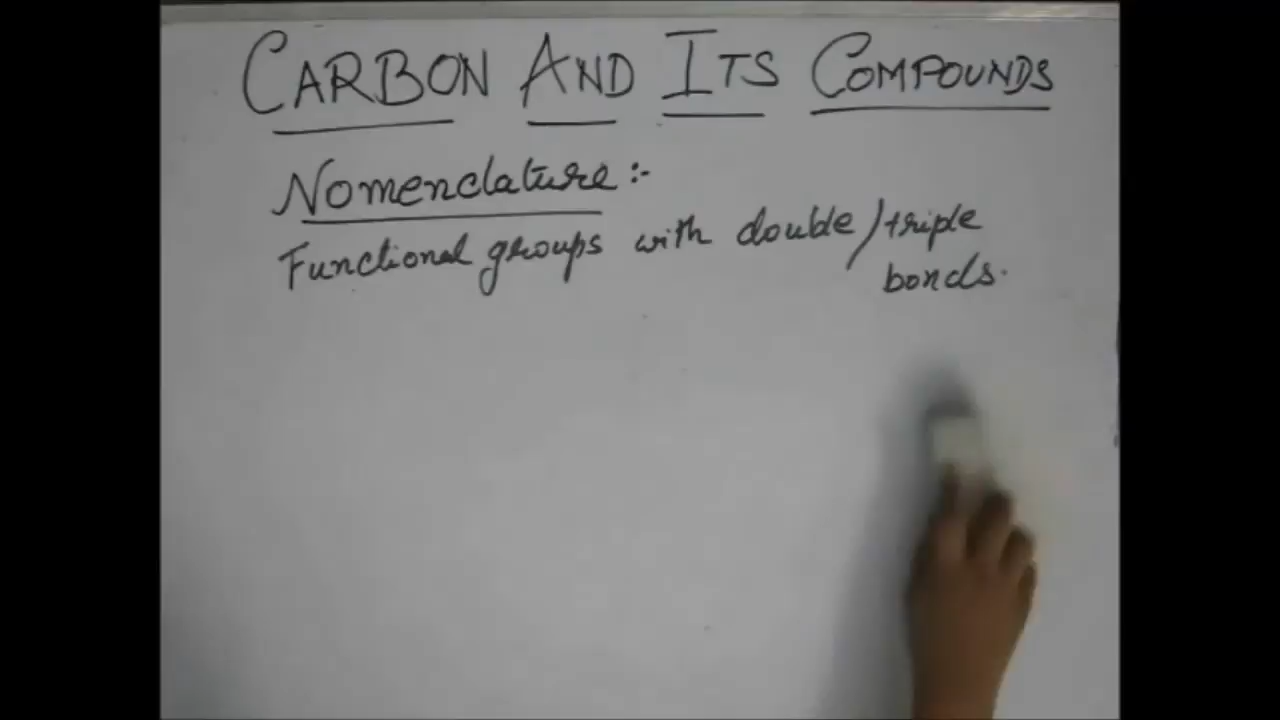 CARBON AND ITS COMPOUNDS
Nomenclature :-
Functional groups with double/triple
bonds.